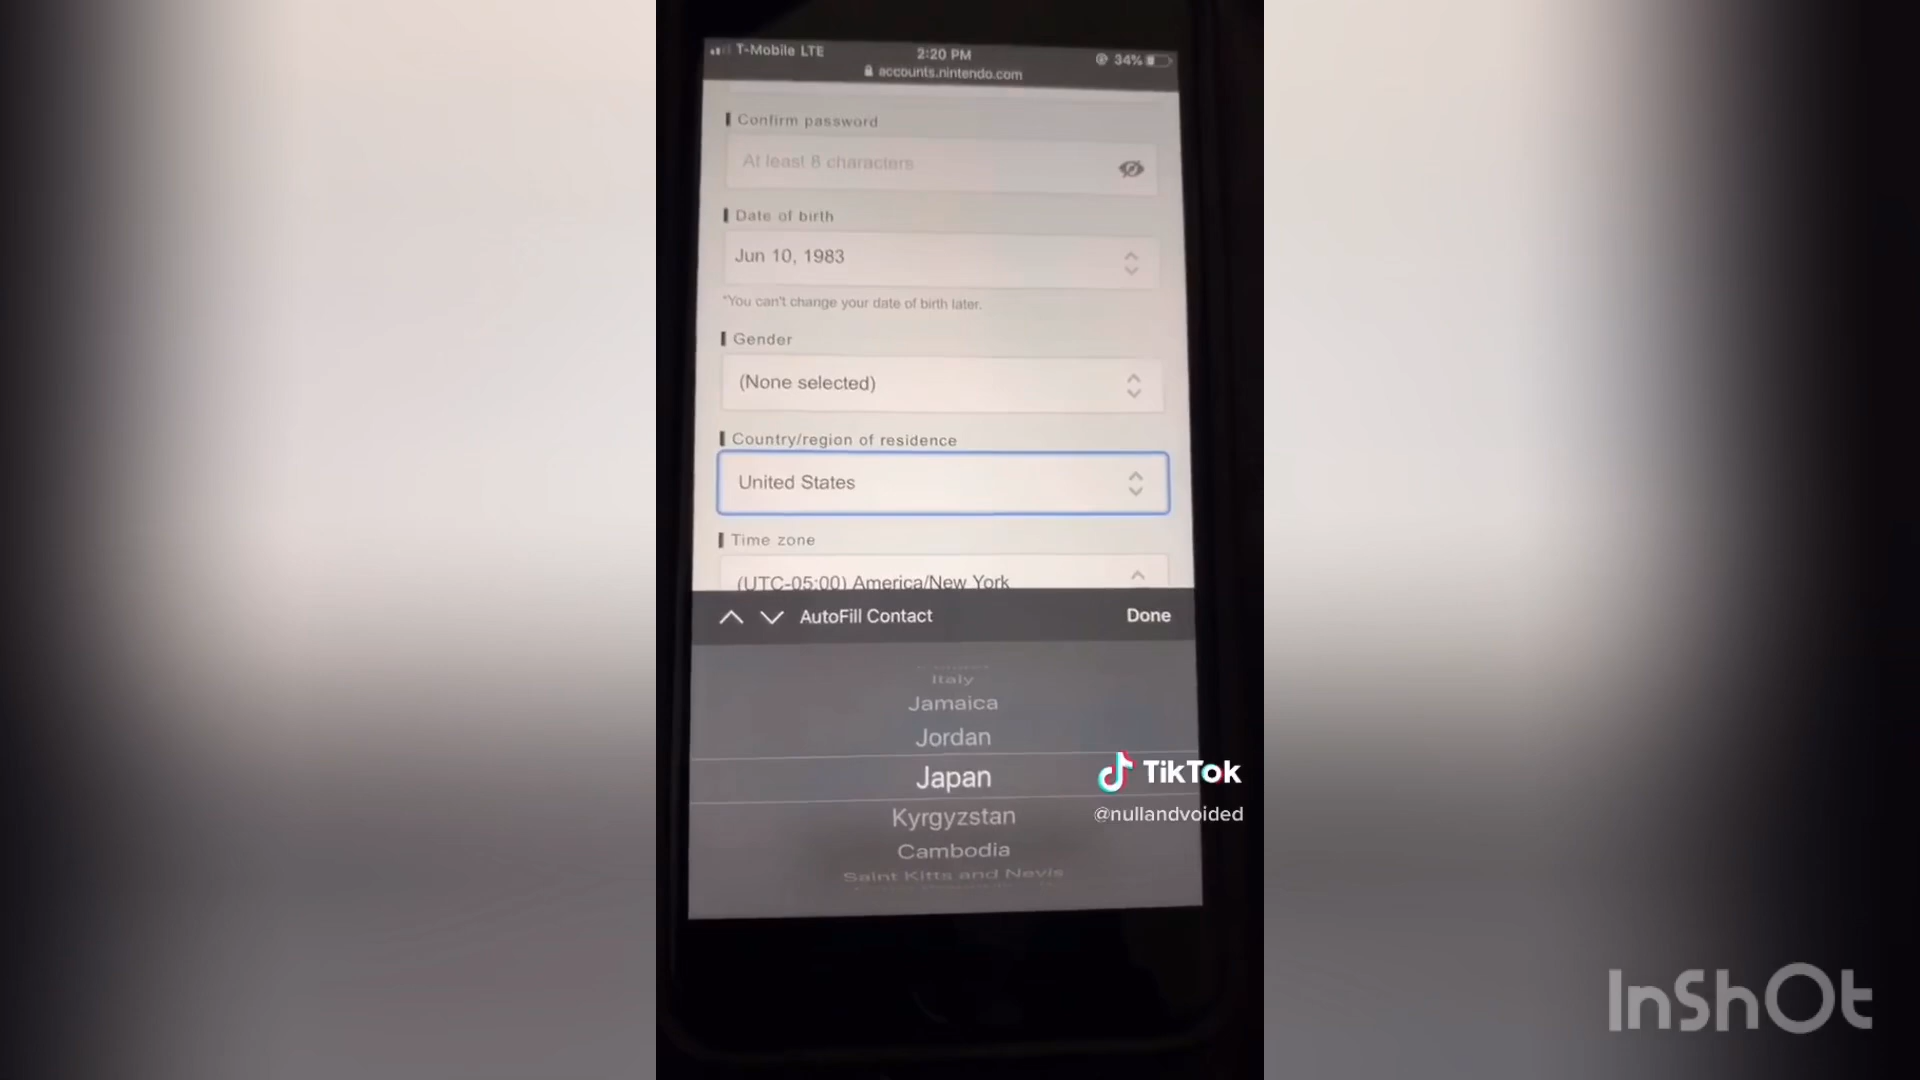 T-Mobile LTE 2:20 PM 34%
accounts.nintendo.com
Confirm password
At least 8 characters
Date of birth
Jun 10, 1983
*You can't change your date of birth later.
Gender
(None selected)
Country/region of residence
United States
Time zone
(UTC-05:00) America/New York
AutoFill Contact Done
Italy
Jamaica
Jordan
Japan
Kyrgyzstan
Cambodia
Saint Kitts and Nevis
TikTok
@nullandvoided
InShOt